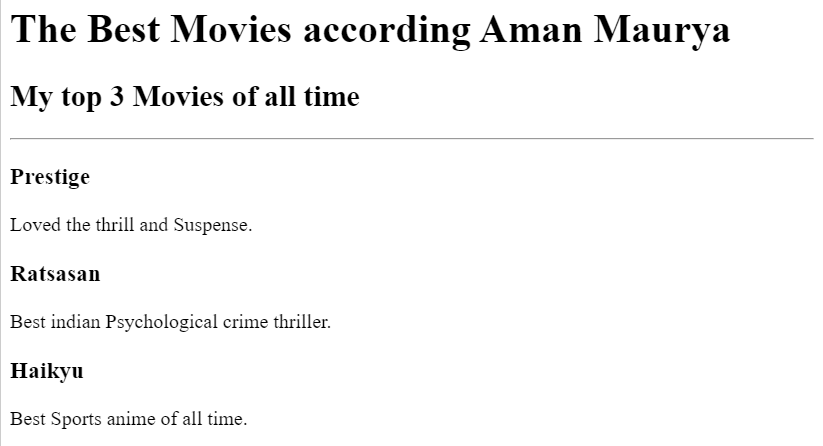 The Best Movies according Aman Maurya
My top 3 Movies of all time
Prestige
Loved the thrill and Suspense.
Ratsasan
Best indian Psychological crime thriller.
Haikyu
Best Sports anime of all time.